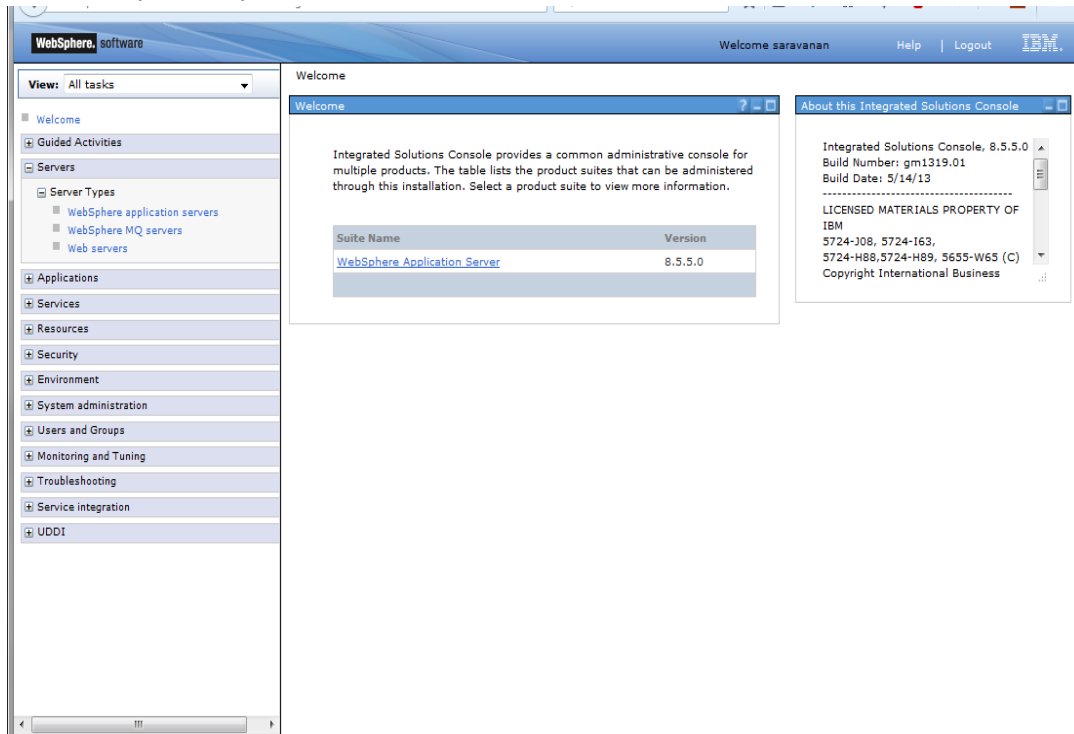 WebSphere. software
Welcome saravanan
Help | Logout
IBM.
View: All tasks
Welcome
Guided Activities
Servers
Server Types
WebSphere application servers
WebSphere MQ servers
Web servers
Applications
Services
Resources
Security
Environment
System administration
Users and Groups
Monitoring and Tuning
Troubleshooting
Service integration
UDDI
Welcome
Welcome
Integrated Solutions Console provides a common administrative console for
multiple products. The table lists the product suites that can be administered
through this installation. Select a product suite to view more information.
Suite Name Version
WebSphere Application Server 8.5.5.0
About this Integrated Solutions Console
Integrated Solutions Console, 8.5.5.0
Build Number: gm1319.01
Build Date: 5/14/13
--------------------------------------
LICENSED MATERIALS PROPERTY OF
IBM
5724-J08, 5724-I63,
5724-H88,5724-H89, 5655-W65 (C)
Copyright International Business